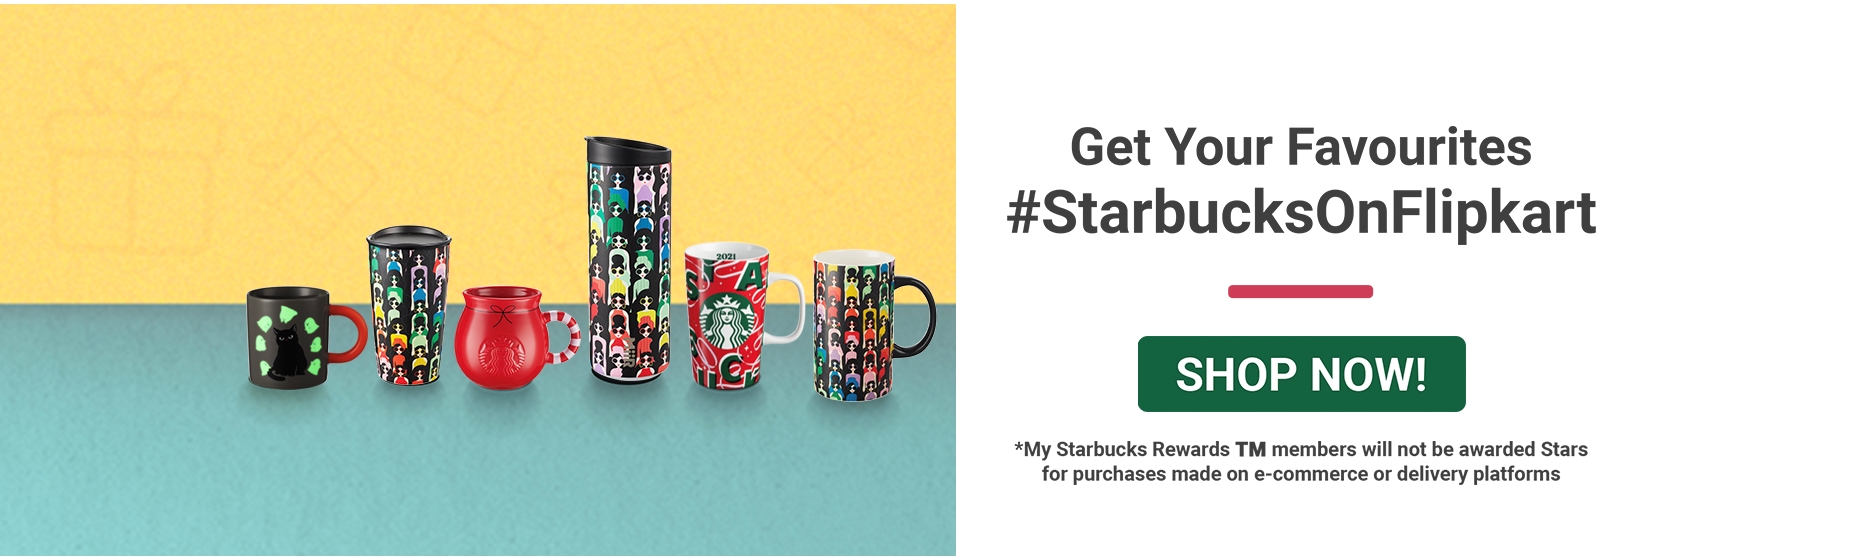 Get Your Favourites
#StarbucksOnFlipkart
SHOP NOW!
*My Starbucks Rewards TM members will not be awarded Stars
for purchases made on e-commerce or delivery platforms
2021